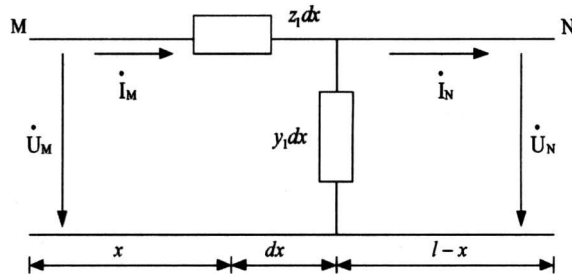 M z₁dx N
İ_M İ_N
U̇_M y₁dx U̇_N
x dx l − x